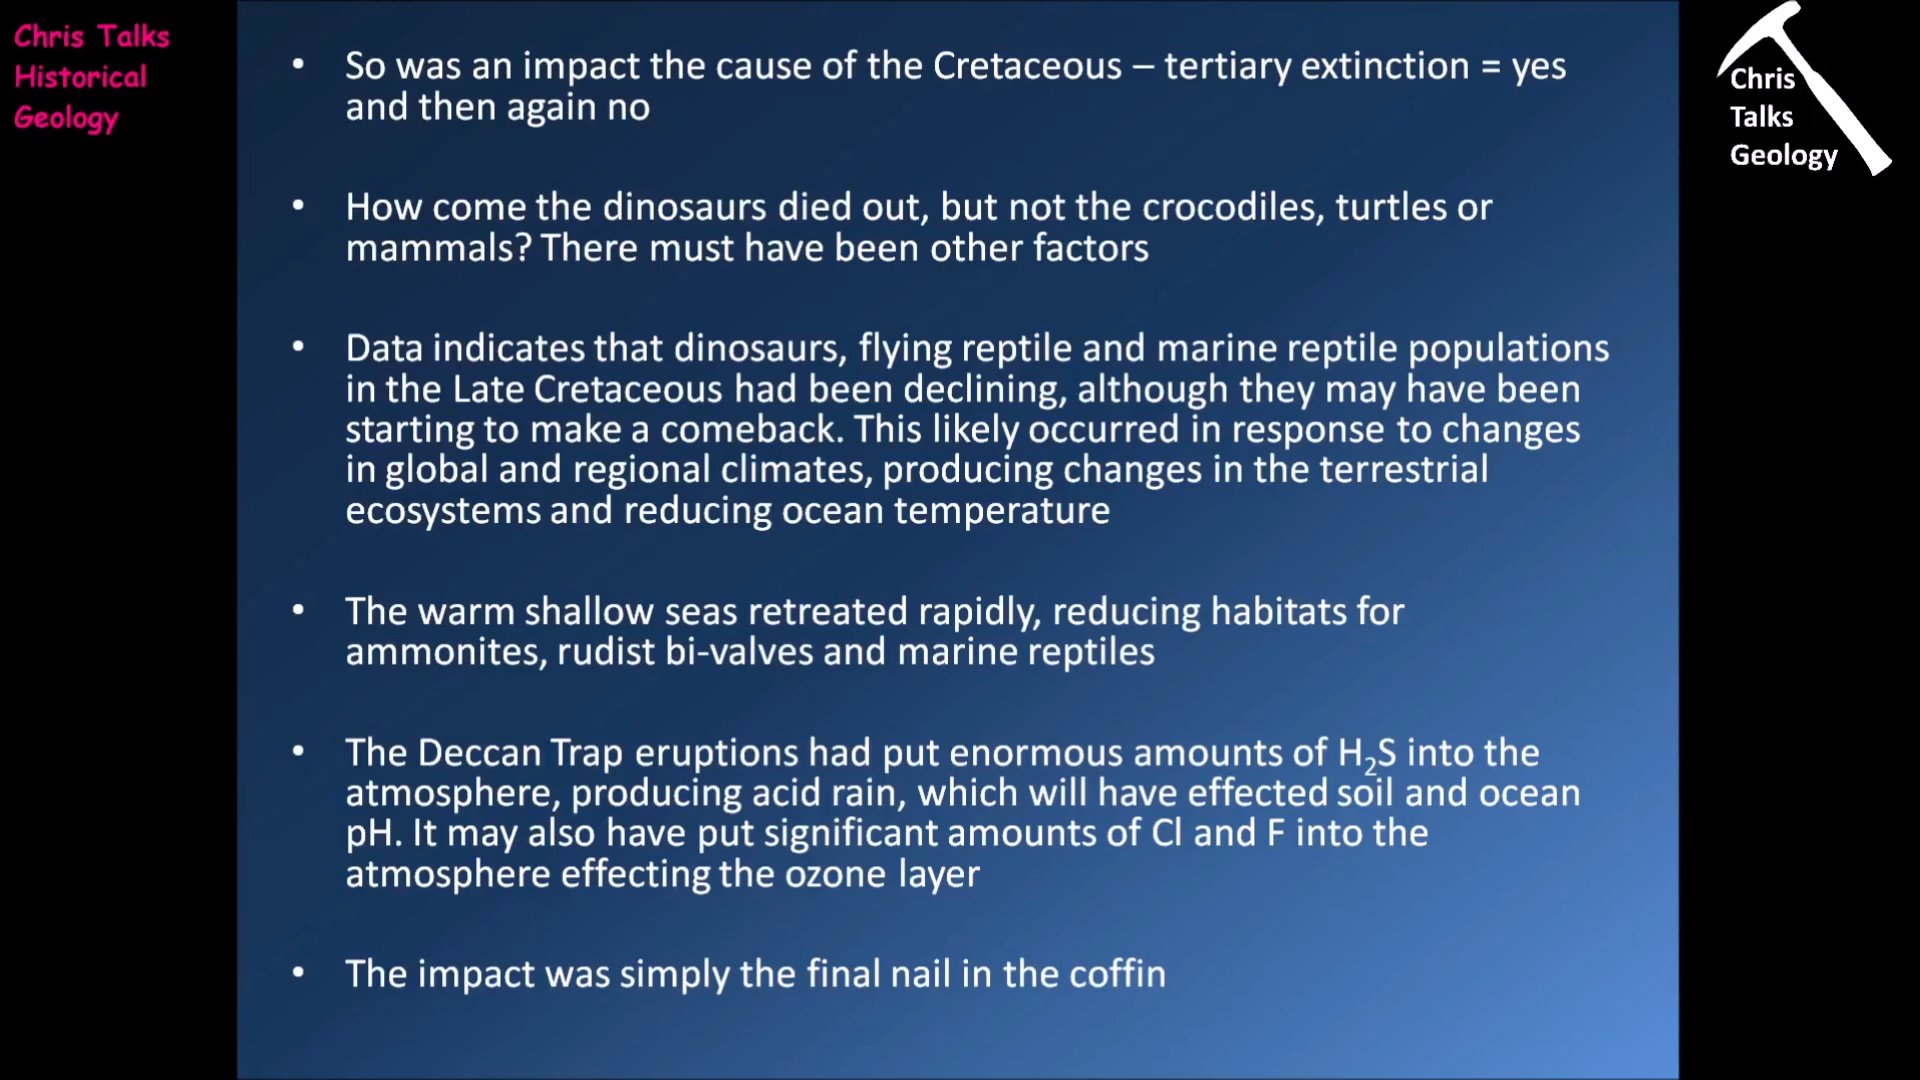 Chris Talks
Historical
Geology
• So was an impact the cause of the Cretaceous – tertiary extinction = yes
and then again no
• How come the dinosaurs died out, but not the crocodiles, turtles or
mammals? There must have been other factors
• Data indicates that dinosaurs, flying reptile and marine reptile populations
in the Late Cretaceous had been declining, although they may have been
starting to make a comeback. This likely occurred in response to changes
in global and regional climates, producing changes in the terrestrial
ecosystems and reducing ocean temperature
• The warm shallow seas retreated rapidly, reducing habitats for
ammonites, rudist bi-valves and marine reptiles
• The Deccan Trap eruptions had put enormous amounts of H₂S into the
atmosphere, producing acid rain, which will have effected soil and ocean
pH. It may also have put significant amounts of Cl and F into the
atmosphere effecting the ozone layer
• The impact was simply the final nail in the coffin
Chris
Talks
Geology